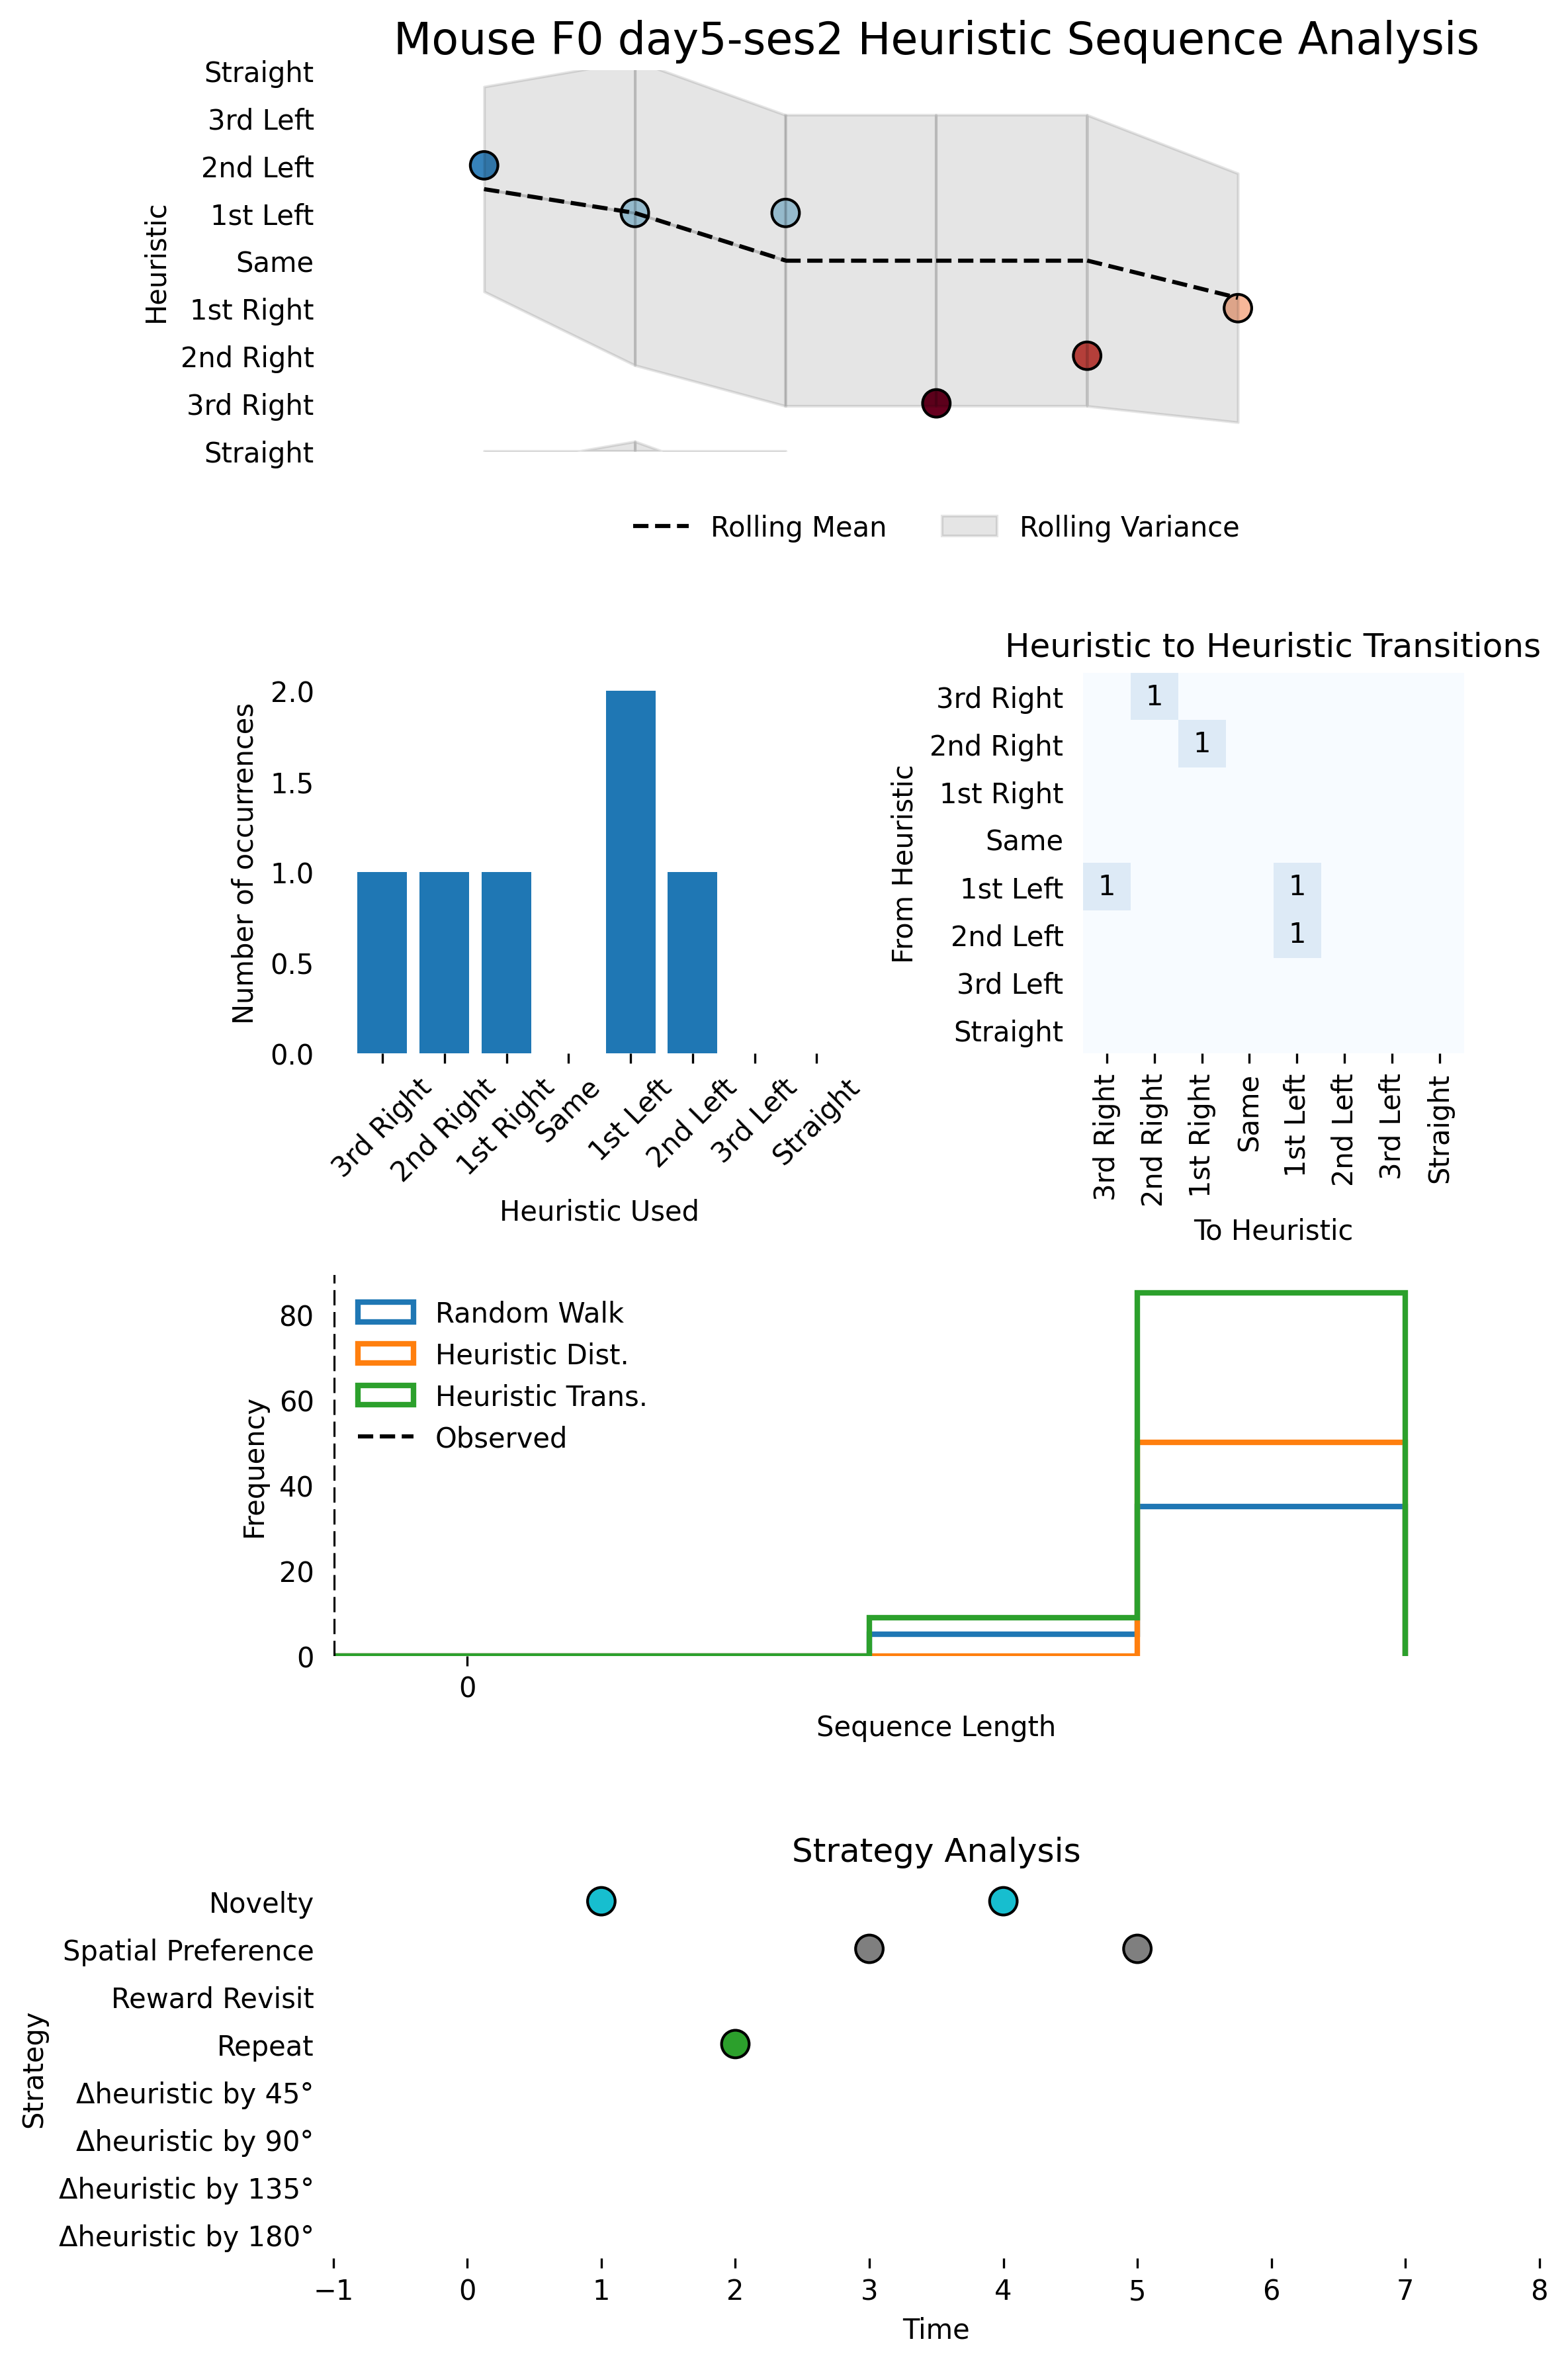 Mouse F0 day5-ses2 Heuristic Sequence Analysis
Heuristic
Straight
3rd Left
2nd Left
1st Left
Same
1st Right
2nd Right
3rd Right
Straight
Rolling Mean
Rolling Variance
Number of occurrences
2.0
1.5
1.0
0.5
0.0
3rd Right
2nd Right
1st Right
Same
1st Left
2nd Left
3rd Left
Straight
Heuristic Used
Heuristic to Heuristic Transitions
From Heuristic
3rd Right
2nd Right
1st Right
Same
1st Left
2nd Left
3rd Left
Straight
1
1
1 1
1
3rd Right
2nd Right
1st Right
Same
1st Left
2nd Left
3rd Left
Straight
To Heuristic
Frequency
80
60
40
20
0
Random Walk
Heuristic Dist.
Heuristic Trans.
Observed
0
Sequence Length
Strategy Analysis
Strategy
Novelty
Spatial Preference
Reward Revisit
Repeat
Δheuristic by 45°
Δheuristic by 90°
Δheuristic by 135°
Δheuristic by 180°
−1 0 1 2 3 4 5 6 7 8
Time